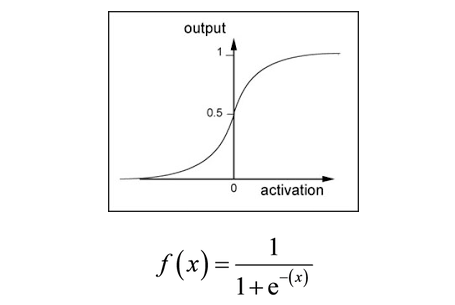 output
1
0.5
0
activation
f(x) = 1/(1+e^-(x))